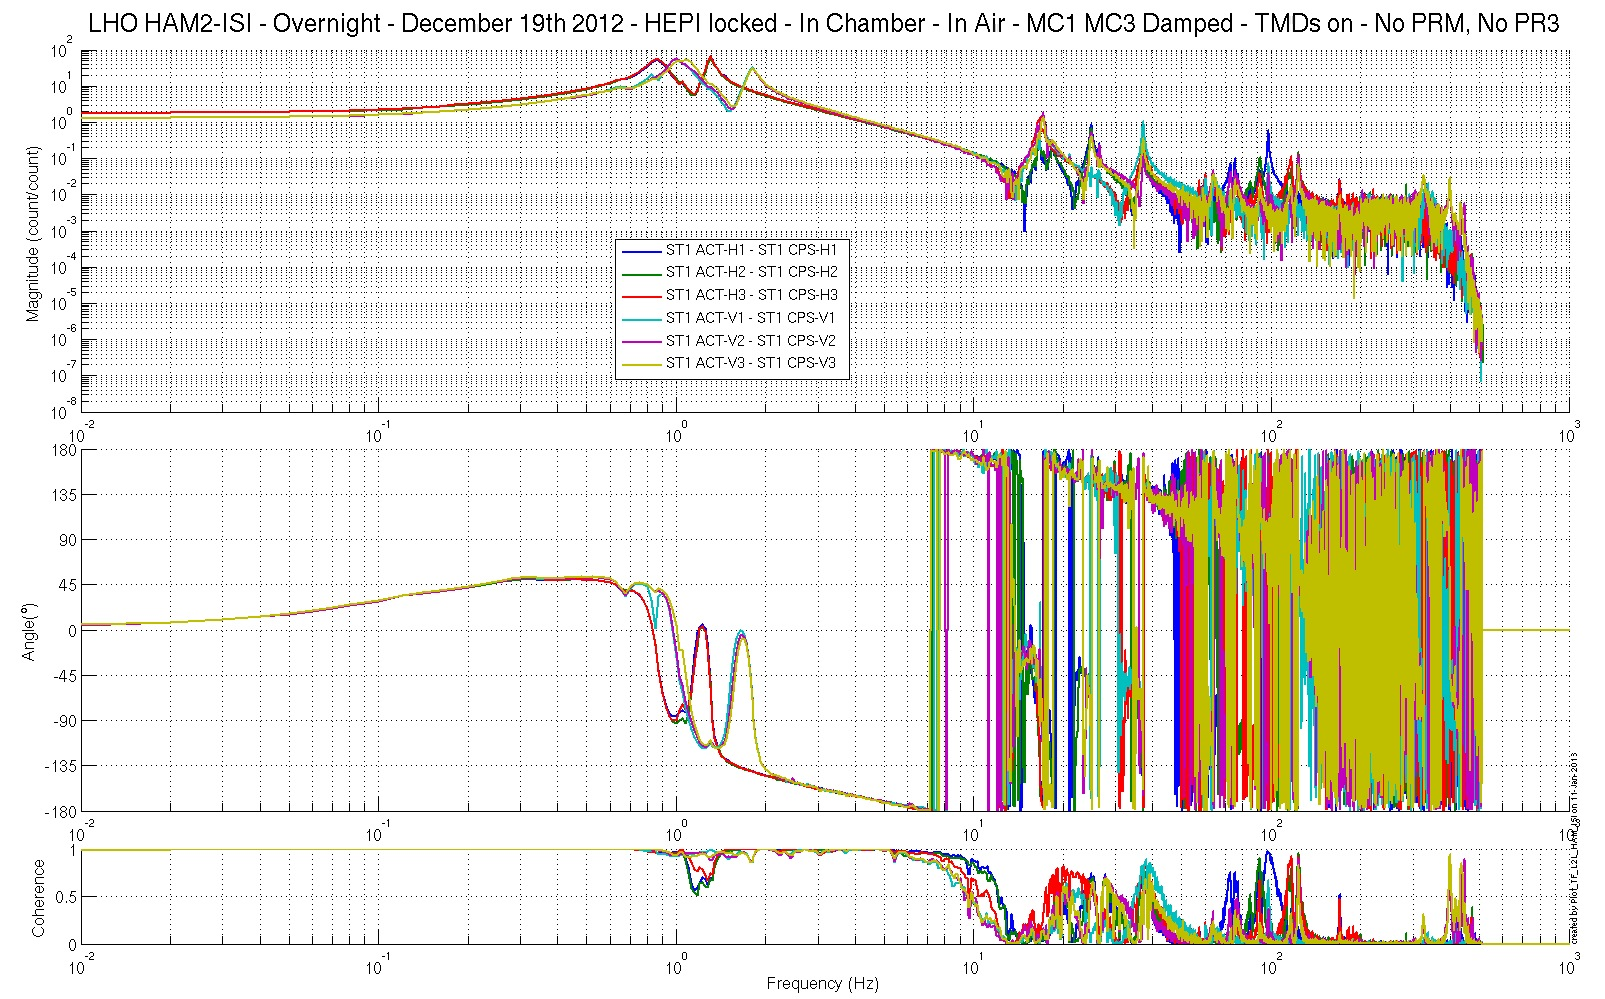 LHO HAM2-ISI - Overnight - December 19th 2012 - HEPI locked - In Chamber - In Air - MC1 MC3 Damped - TMDs on - No PRM, No PR3
Magnitude (count/count)
10^2
10^1
10^0
10^0
10^-1
10^-2
10^-3
10^-4
10^-5
10^-6
10^-7
10^-8
ST1 ACT-H1 - ST1 CPS-H1
ST1 ACT-H2 - ST1 CPS-H2
ST1 ACT-H3 - ST1 CPS-H3
ST1 ACT-V1 - ST1 CPS-V1
ST1 ACT-V2 - ST1 CPS-V2
ST1 ACT-V3 - ST1 CPS-V3
10^-2 10^-1 10^0 10^1 10^2 10^3
Angle(°)
180
135
90
45
0
-45
-90
-135
-180
10^-2 10^-1 10^0 10^1 10^2 10^3
Coherence
1
0.5
0
10^-2 10^-1 10^0 10^1 10^2 10^3
Frequency (Hz)
on 11-Jan-2013